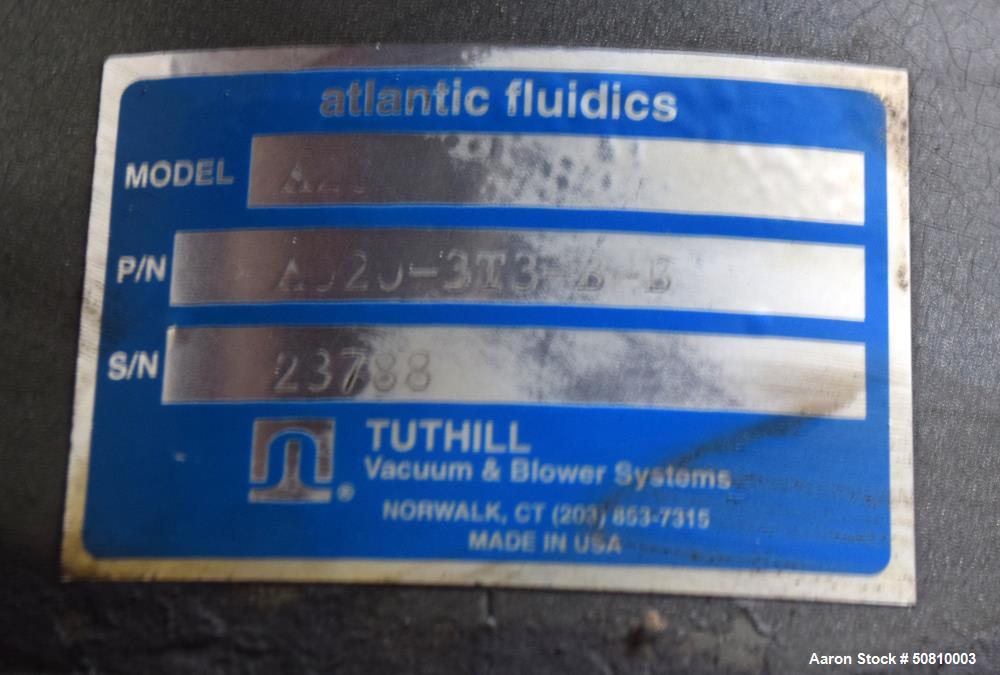 atlantic fluidics
MODEL
P/N
S/N 23788
TUTHILL
Vacuum & Blower Systems
®
NORWALK, CT (203) 853-7315
MADE IN USA
Aaron Stock # 50810003